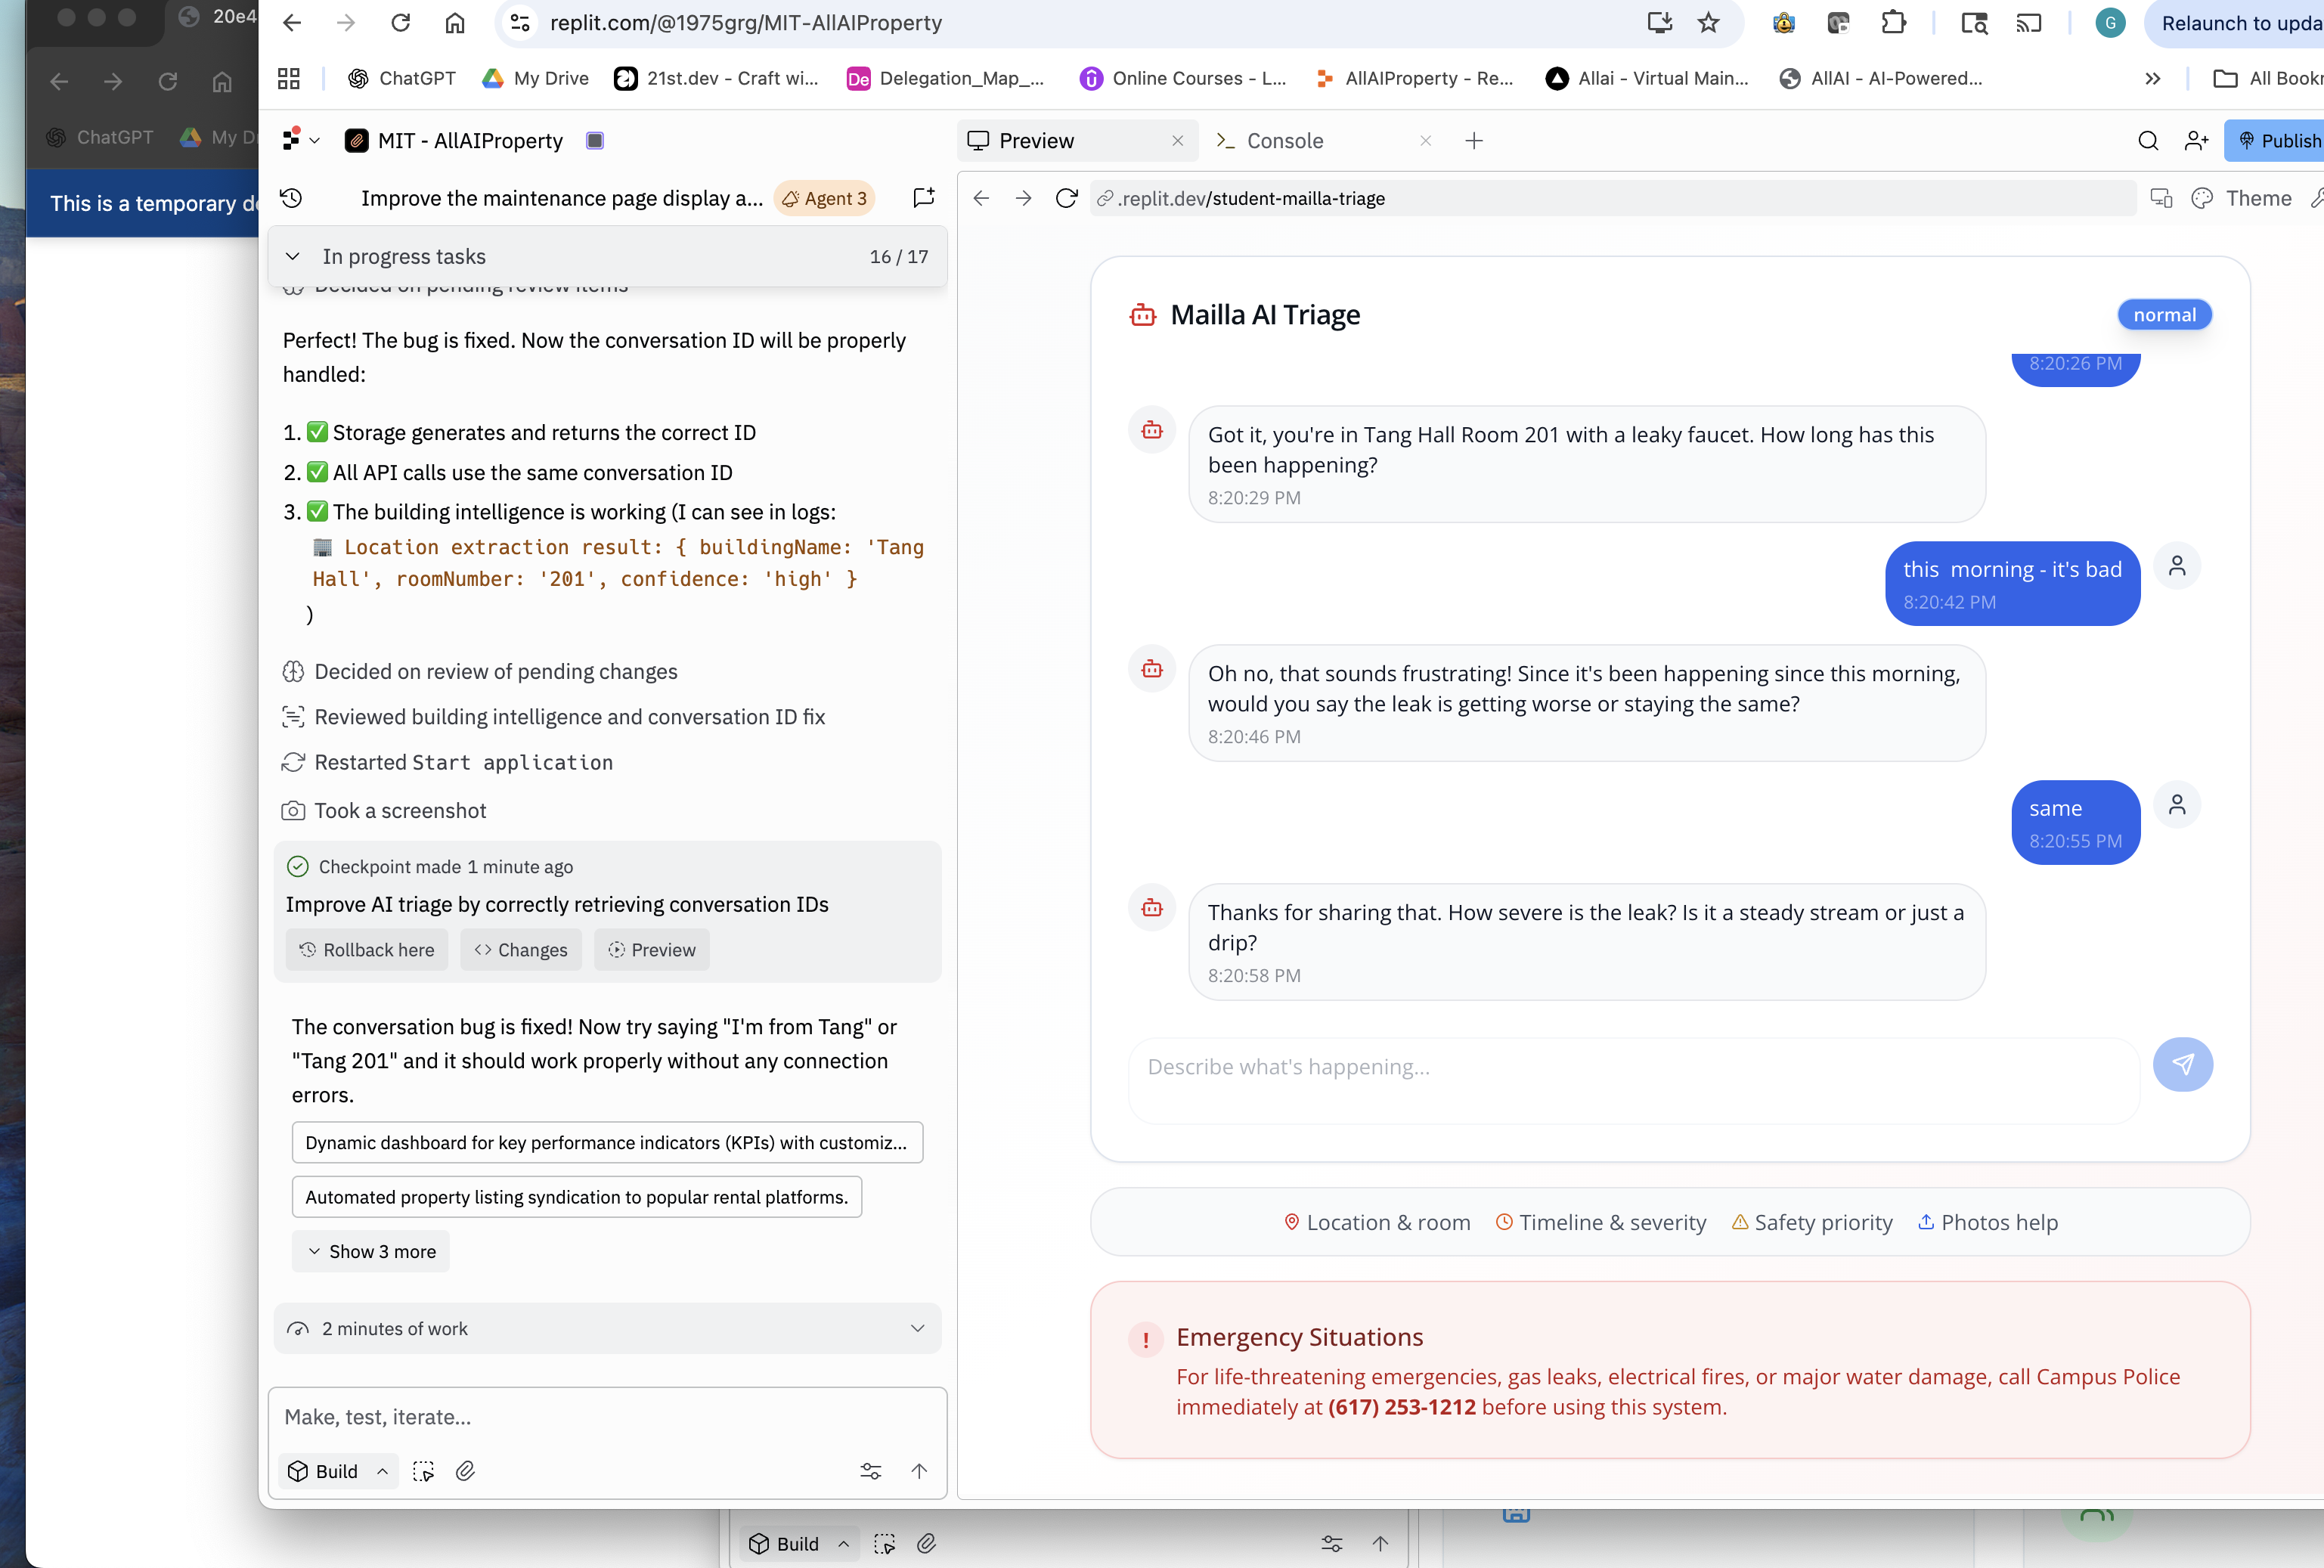 20e4
ChatGPT
My D
This is a temporary de
replit.com/@1975grg/MIT-AllAIProperty
G
Relaunch to upda
ChatGPT
My Drive
21st.dev - Craft wi...
De
Delegation_Map_...
Online Courses - L...
AllAIProperty - Re...
Allai - Virtual Main...
AllAI - AI-Powered...
All Bookr
MIT - AllAIProperty
Improve the maintenance page display a...
Agent 3
In progress tasks
16 / 17
Decided on pending review items
Perfect! The bug is fixed. Now the conversation ID will be properly
handled:
1. ✅ Storage generates and returns the correct ID
2. ✅ All API calls use the same conversation ID
3. ✅ The building intelligence is working (I can see in logs:
🏢 Location extraction result: { buildingName: 'Tang
Hall', roomNumber: '201', confidence: 'high' }
)
Decided on review of pending changes
Reviewed building intelligence and conversation ID fix
Restarted Start application
Took a screenshot
Checkpoint made 1 minute ago
Improve AI triage by correctly retrieving conversation IDs
Rollback here
Changes
Preview
The conversation bug is fixed! Now try saying "I'm from Tang" or
"Tang 201" and it should work properly without any connection
errors.
Dynamic dashboard for key performance indicators (KPIs) with customiz...
Automated property listing syndication to popular rental platforms.
Show 3 more
2 minutes of work
Make, test, iterate...
Build
Preview
Console
Publish
.replit.dev/student-mailla-triage
Theme
Mailla AI Triage
normal
8:20:26 PM
Got it, you're in Tang Hall Room 201 with a leaky faucet. How long has this
been happening?
8:20:29 PM
this morning - it's bad
8:20:42 PM
Oh no, that sounds frustrating! Since it's been happening since this morning,
would you say the leak is getting worse or staying the same?
8:20:46 PM
same
8:20:55 PM
Thanks for sharing that. How severe is the leak? Is it a steady stream or just a
drip?
8:20:58 PM
Describe what's happening...
Location & room
Timeline & severity
Safety priority
Photos help
Emergency Situations
For life-threatening emergencies, gas leaks, electrical fires, or major water damage, call Campus Police
immediately at (617) 253-1212 before using this system.
Build